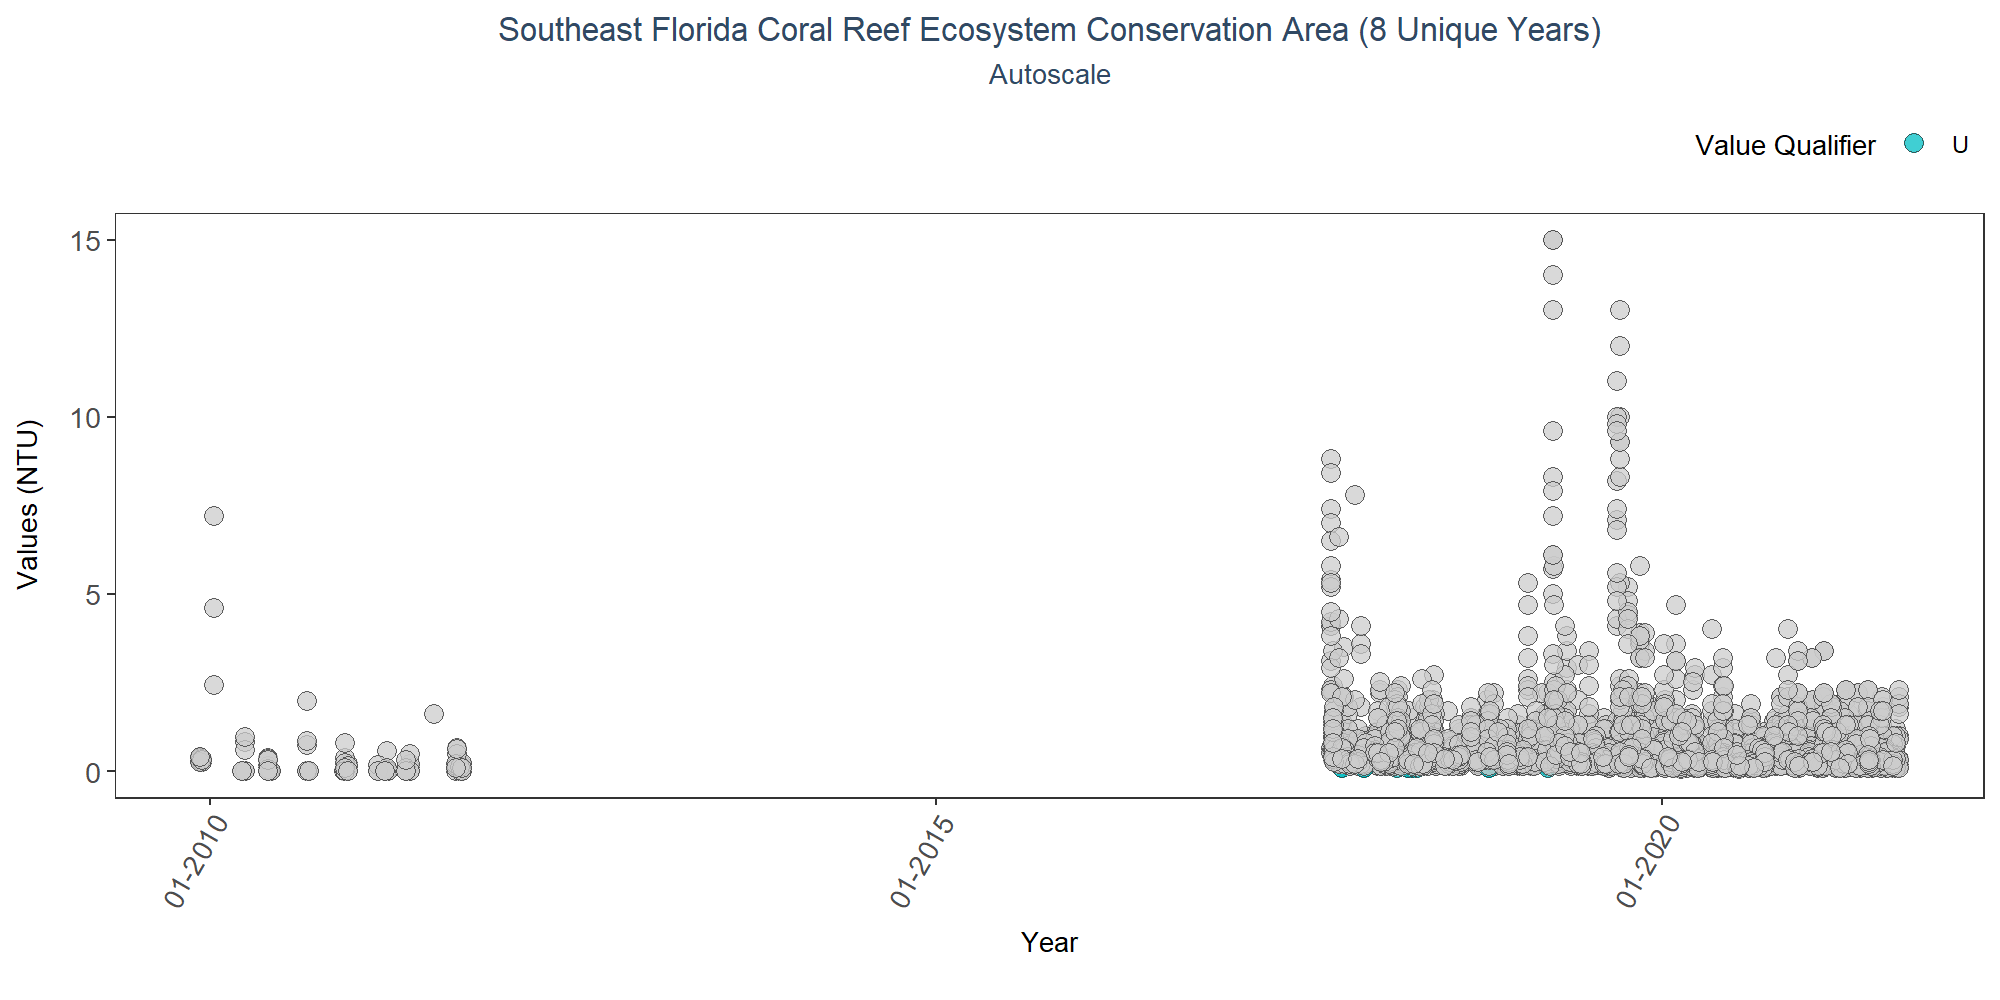 Southeast Florida Coral Reef Ecosystem Conservation Area (8 Unique Years)
Autoscale
Value Qualifier U
Values (NTU)
15
10
5
0
01-2010
01-2015
01-2020
Year